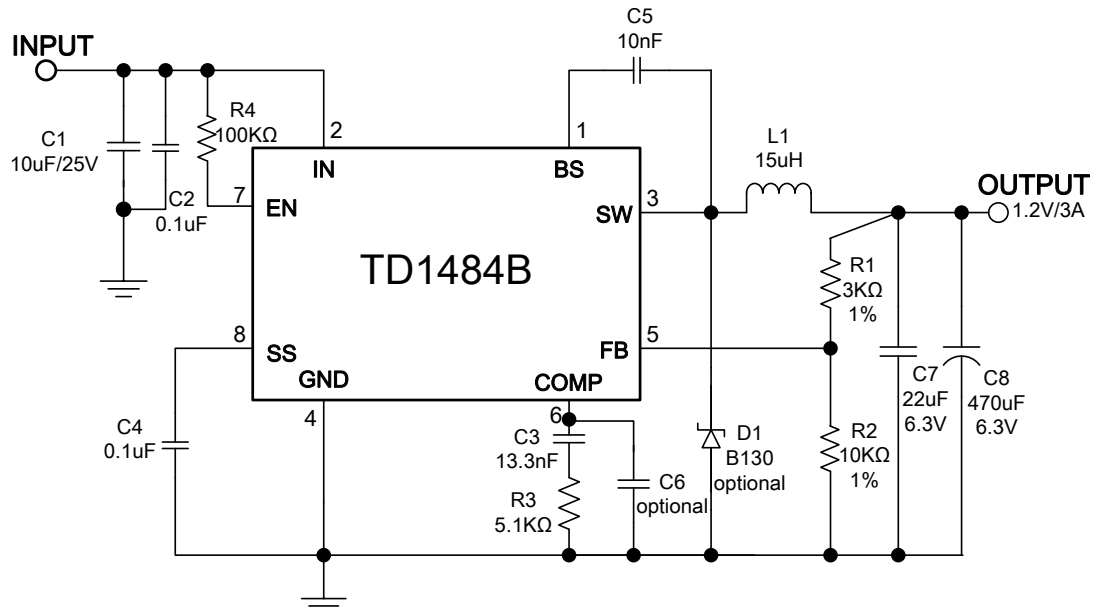 C5
10nF
INPUT
R4
100KΩ
C1
10uF/25V
2
1
L1
15uH
IN
BS
C2
0.1uF
7
EN
3
SW
OUTPUT
1.2V/3A
TD1484B
R1
3KΩ
1%
8
SS
5
FB
GND
COMP
4
6
C4
0.1uF
C3
13.3nF
R3
5.1KΩ
C6
optional
D1
B130
optional
R2
10KΩ
1%
C7
22uF
6.3V
C8
470uF
6.3V